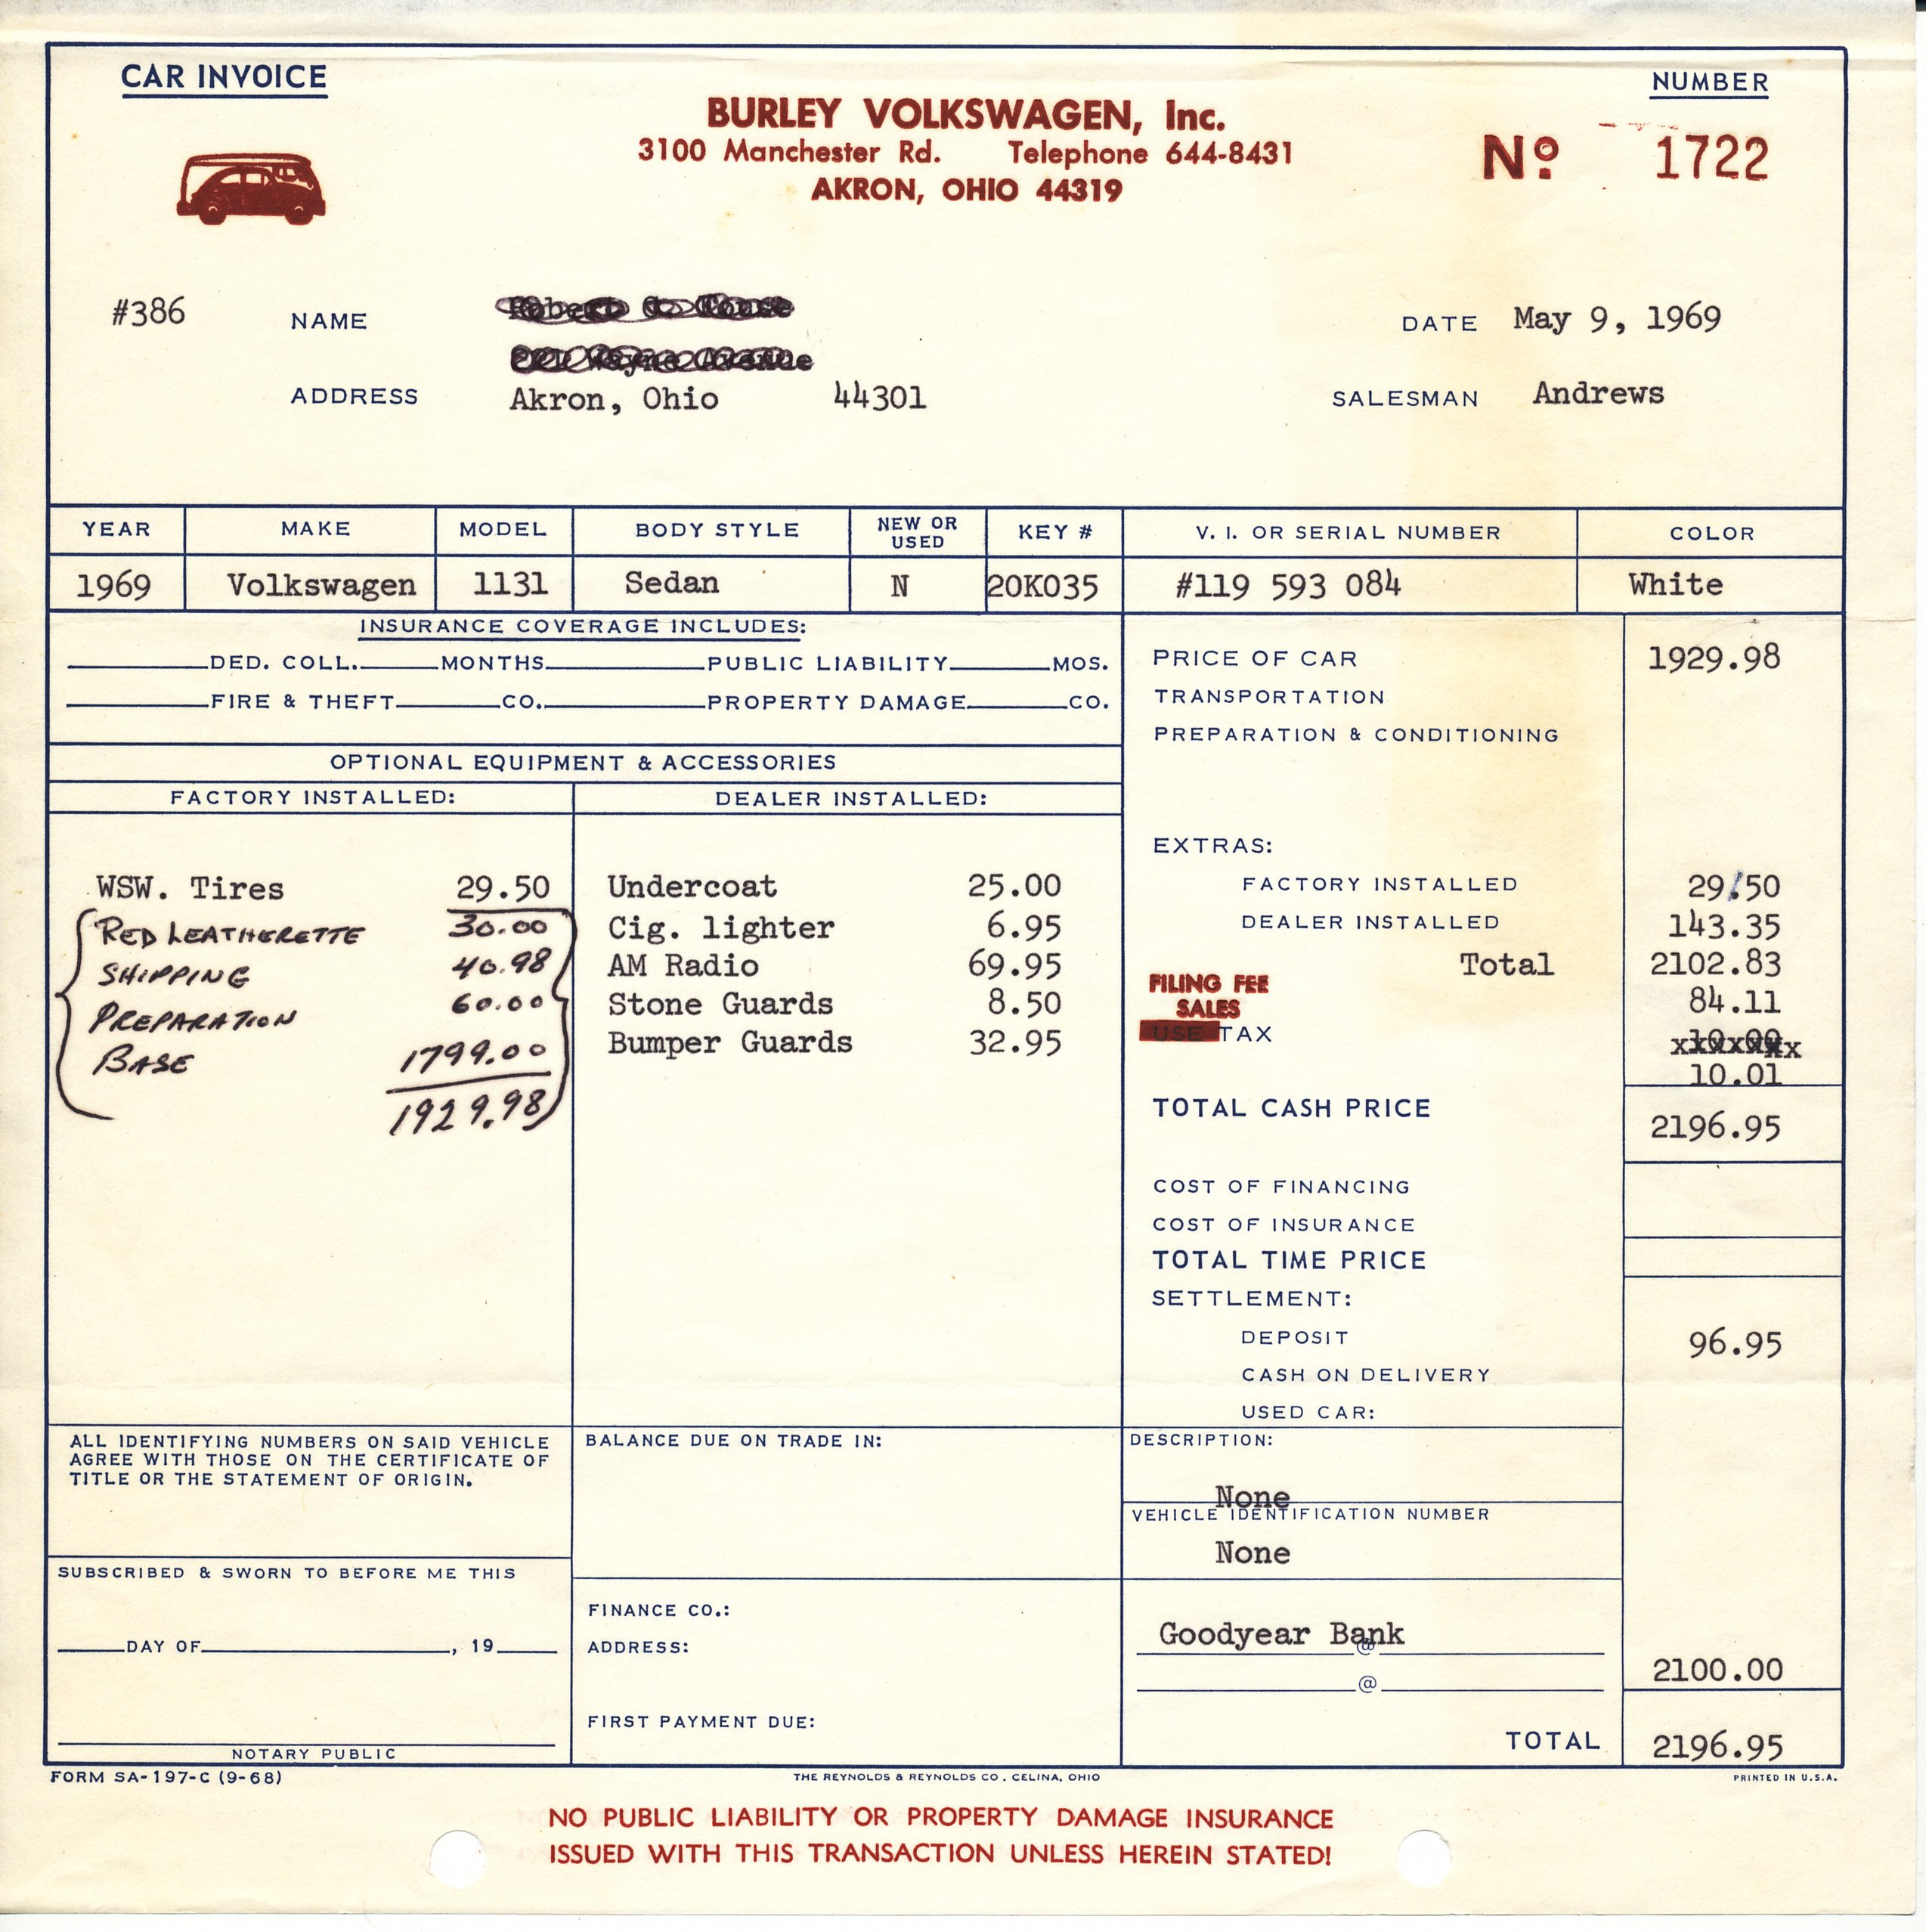 CAR INVOICE
NUMBER
BURLEY VOLKSWAGEN, Inc.
3100 Manchester Rd. Telephone 644-8431
AKRON, OHIO 44319
Nº 1722
#386
NAME
DATE May 9, 1969
ADDRESS Akron, Ohio 44301
SALESMAN Andrews
YEAR MAKE MODEL BODY STYLE NEW OR USED KEY # V. I. OR SERIAL NUMBER COLOR
1969 Volkswagen 1131 Sedan N 20K035 #119 593 084 White
INSURANCE COVERAGE INCLUDES:
DED. COLL. MONTHS PUBLIC LIABILITY MOS.
FIRE & THEFT CO. PROPERTY DAMAGE CO.
OPTIONAL EQUIPMENT & ACCESSORIES
FACTORY INSTALLED:
WSW. Tires 29.50
RED LEATHERETTE 30.00
SHIPPING 40.98
PREPARATION 60.00
BASE 1799.00
1929.98
DEALER INSTALLED:
Undercoat 25.00
Cig. lighter 6.95
AM Radio 69.95
Stone Guards 8.50
Bumper Guards 32.95
PRICE OF CAR 1929.98
TRANSPORTATION
PREPARATION & CONDITIONING
EXTRAS:
FACTORY INSTALLED 29.50
DEALER INSTALLED 143.35
Total 2102.83
FILING FEE 84.11
SALES
USE TAX
10.01
TOTAL CASH PRICE 2196.95
COST OF FINANCING
COST OF INSURANCE
TOTAL TIME PRICE
SETTLEMENT:
DEPOSIT 96.95
CASH ON DELIVERY
USED CAR:
ALL IDENTIFYING NUMBERS ON SAID VEHICLE
AGREE WITH THOSE ON THE CERTIFICATE OF
TITLE OR THE STATEMENT OF ORIGIN.
SUBSCRIBED & SWORN TO BEFORE ME THIS
DAY OF , 19
NOTARY PUBLIC
BALANCE DUE ON TRADE IN:
FINANCE CO.:
ADDRESS:
FIRST PAYMENT DUE:
DESCRIPTION:
None
VEHICLE IDENTIFICATION NUMBER
None
Goodyear Bank @
@ 2100.00
TOTAL 2196.95
FORM SA-197-C (9-68)
THE REYNOLDS & REYNOLDS CO. CELINA, OHIO
PRINTED IN U.S.A.
NO PUBLIC LIABILITY OR PROPERTY DAMAGE INSURANCE
ISSUED WITH THIS TRANSACTION UNLESS HEREIN STATED!